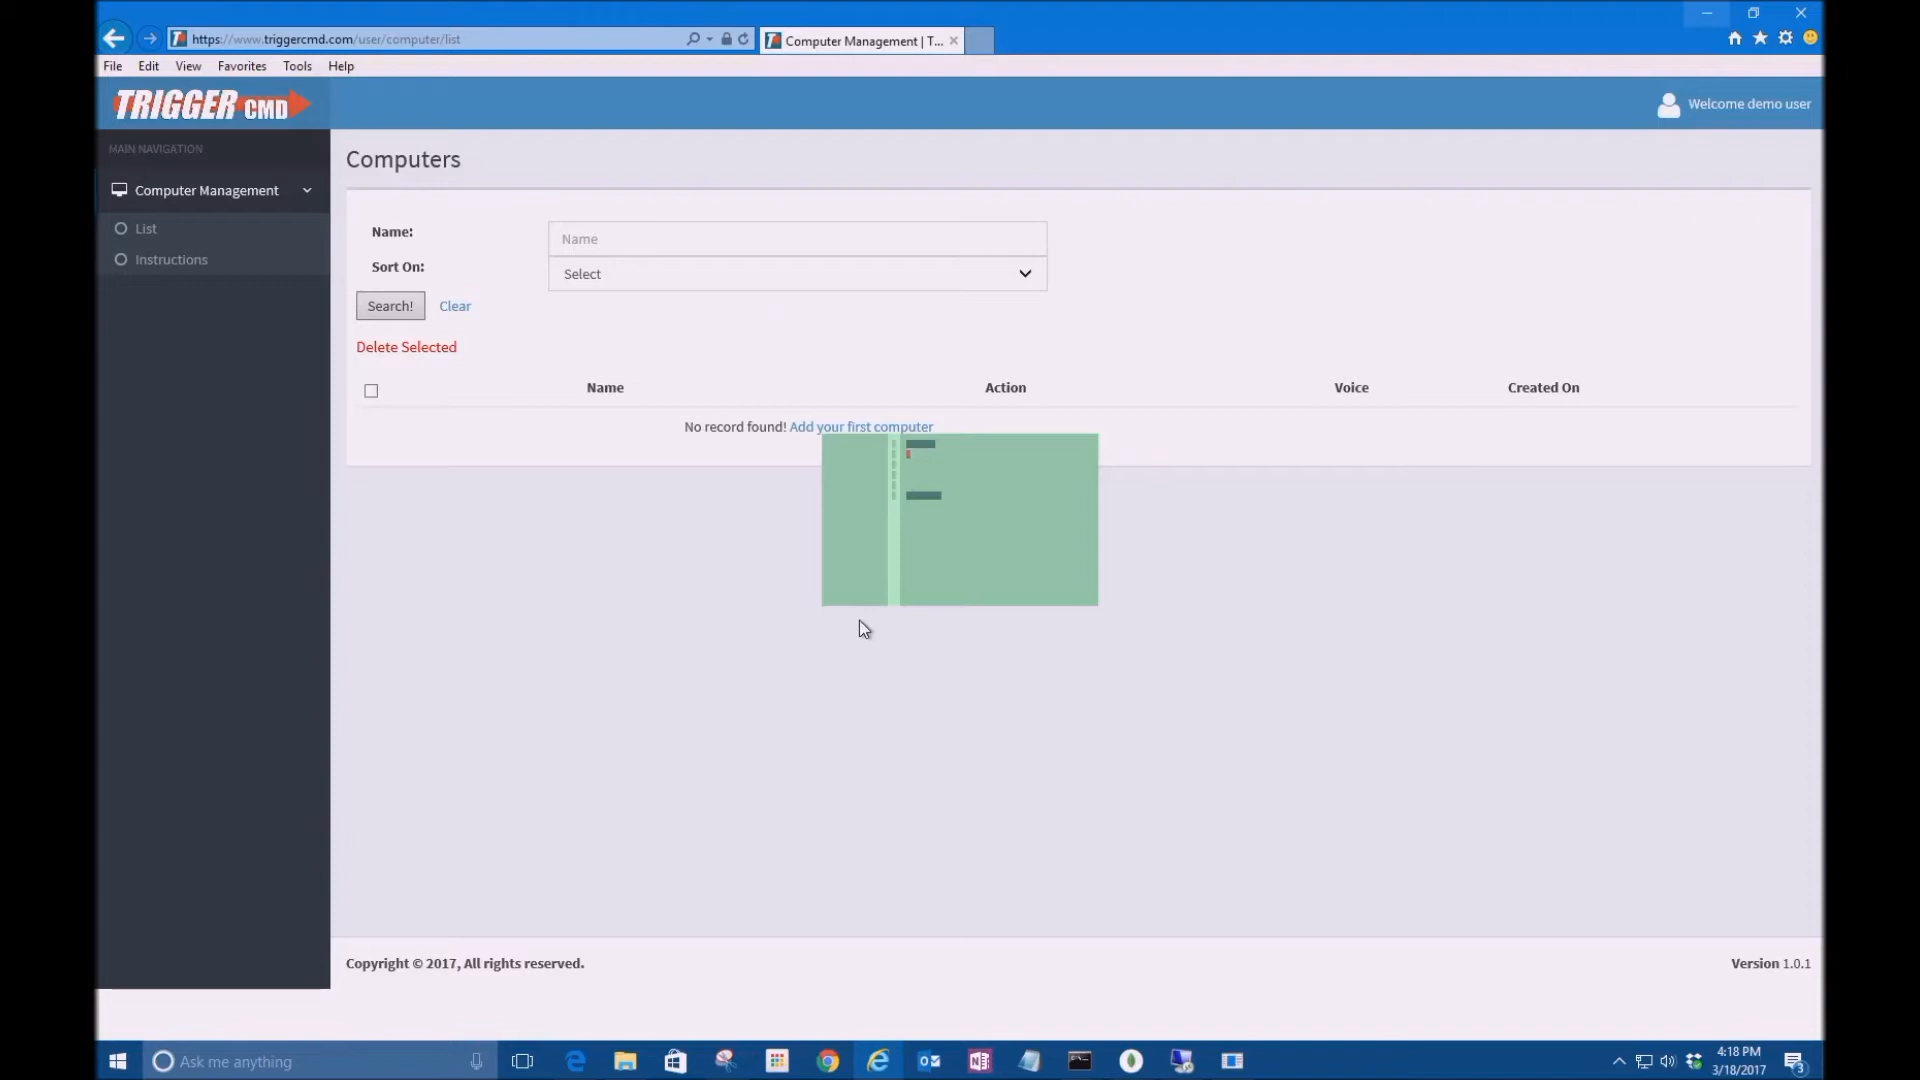 https://www.triggercmd.com/user/computer/list
Computer Management | T...
File Edit View Favorites Tools Help
TRIGGER CMD
Welcome demo user
MAIN NAVIGATION
Computer Management
List
Instructions
Computers
Name:
Name
Sort On:
Select
Search! Clear
Delete Selected
Name Action Voice Created On
No record found! Add your first computer
Copyright © 2017, All rights reserved.
Version 1.0.1
Ask me anything
4:18 PM
3/18/2017
3